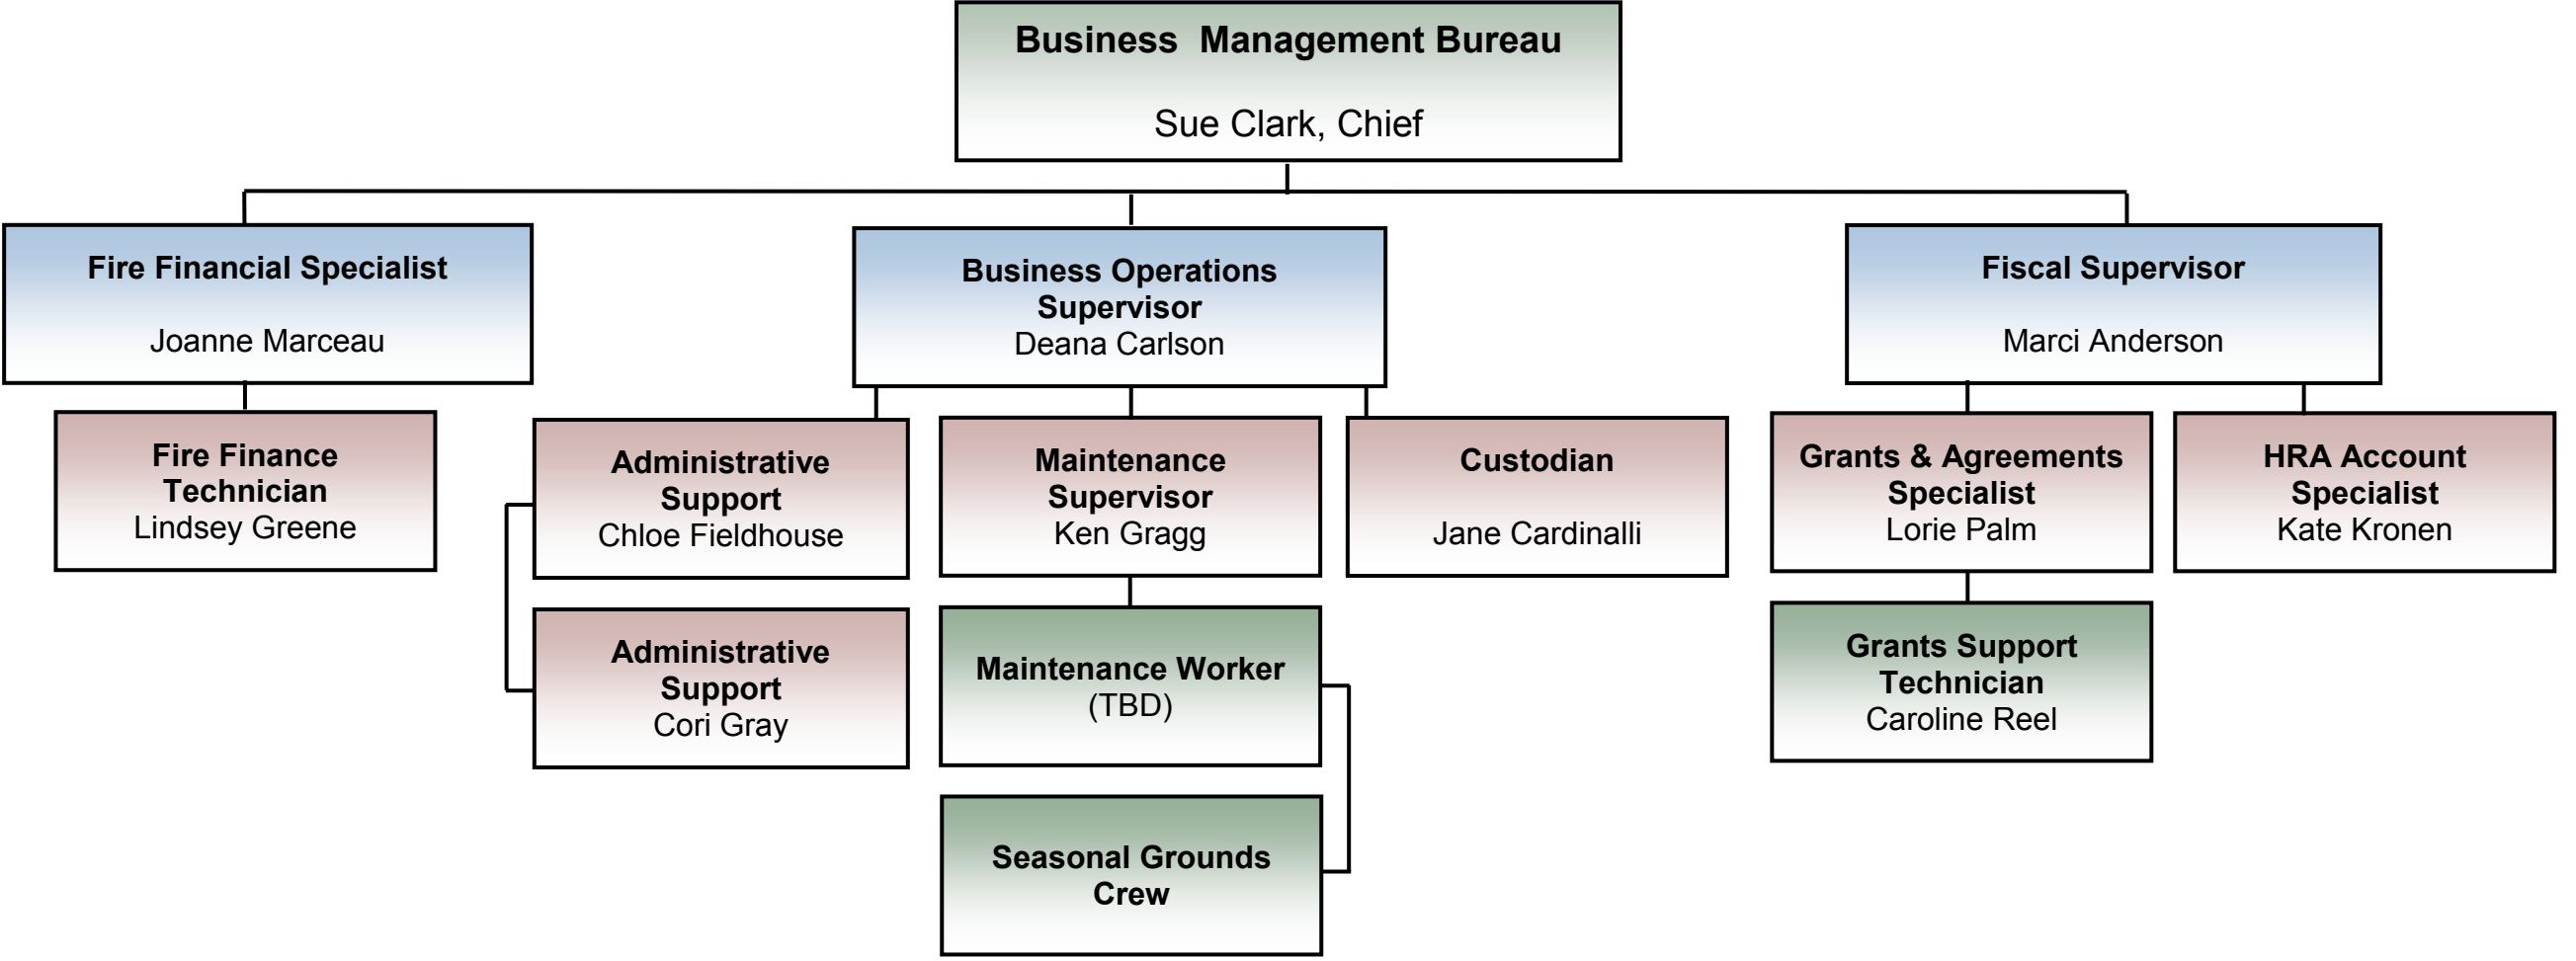 Business  Management Bureau
Sue Clark, Chief
Fire Financial Specialist
Joanne Marceau
Business Operations
Supervisor
Deana Carlson
Fiscal Supervisor
Marci Anderson
Fire Finance
Technician
Lindsey Greene
Administrative
Support
Chloe Fieldhouse
Maintenance
Supervisor
Ken Gragg
Custodian
Jane Cardinalli
Grants & Agreements
Specialist
Lorie Palm
HRA Account
Specialist
Kate Kronen
Administrative
Support
Cori Gray
Maintenance Worker
(TBD)
Grants Support
Technician
Caroline Reel
Seasonal Grounds
Crew